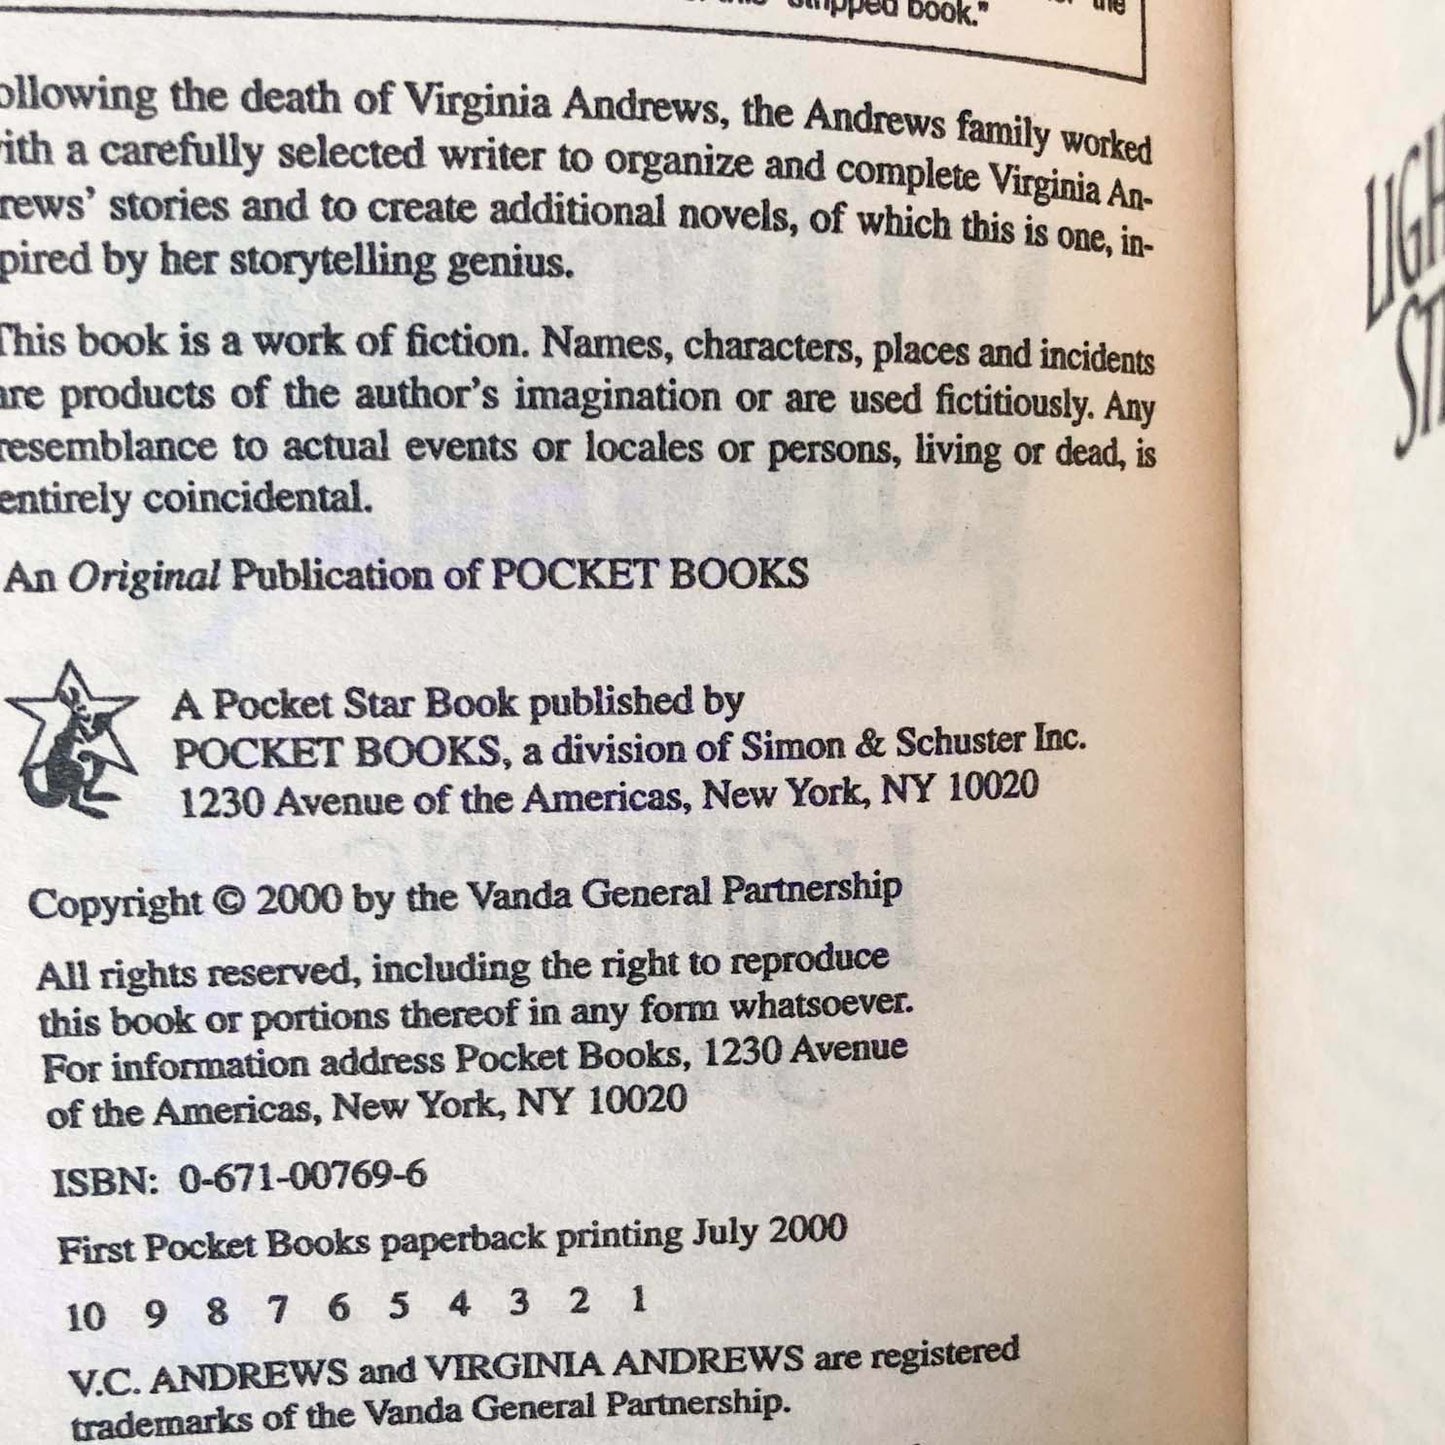 "stripped book."
the
ollowing the death of Virginia Andrews, the Andrews family worked
ith a carefully selected writer to organize and complete Virginia An-
rews' stories and to create additional novels, of which this is one, in-
pired by her storytelling genius.
This book is a work of fiction. Names, characters, places and incidents
are products of the author's imagination or are used fictitiously. Any
resemblance to actual events or locales or persons, living or dead, is
entirely coincidental.
An Original Publication of POCKET BOOKS
A Pocket Star Book published by
POCKET BOOKS, a division of Simon & Schuster Inc.
1230 Avenue of the Americas, New York, NY 10020
Copyright © 2000 by the Vanda General Partnership
All rights reserved, including the right to reproduce
this book or portions thereof in any form whatsoever.
For information address Pocket Books, 1230 Avenue
of the Americas, New York, NY 10020
ISBN: 0-671-00769-6
First Pocket Books paperback printing July 2000
10 9 8 7 6 5 4 3 2 1
V.C. ANDREWS and VIRGINIA ANDREWS are registered
trademarks of the Vanda General Partnership.
LIGH
ST